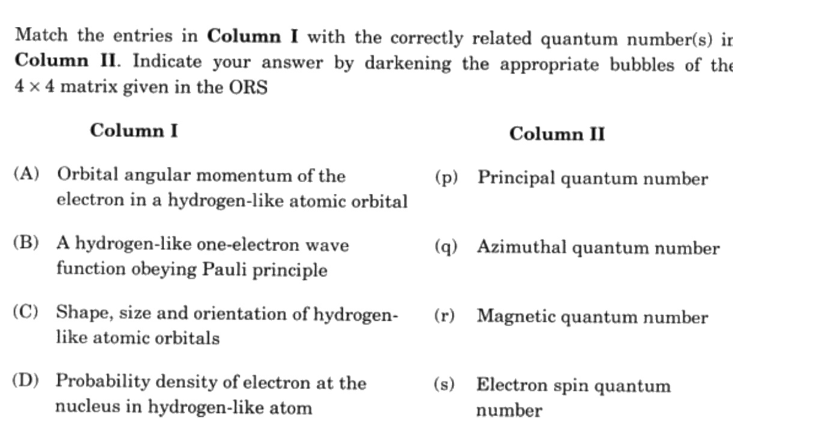 Match the entries in Column I with the correctly related quantum number(s) in
Column II. Indicate your answer by darkening the appropriate bubbles of the
4 × 4 matrix given in the ORS
Column I
Column II
(A) Orbital angular momentum of the
electron in a hydrogen-like atomic orbital
(p) Principal quantum number
(B) A hydrogen-like one-electron wave
function obeying Pauli principle
(q) Azimuthal quantum number
(C) Shape, size and orientation of hydrogen-
like atomic orbitals
(r) Magnetic quantum number
(D) Probability density of electron at the
nucleus in hydrogen-like atom
(s) Electron spin quantum
number